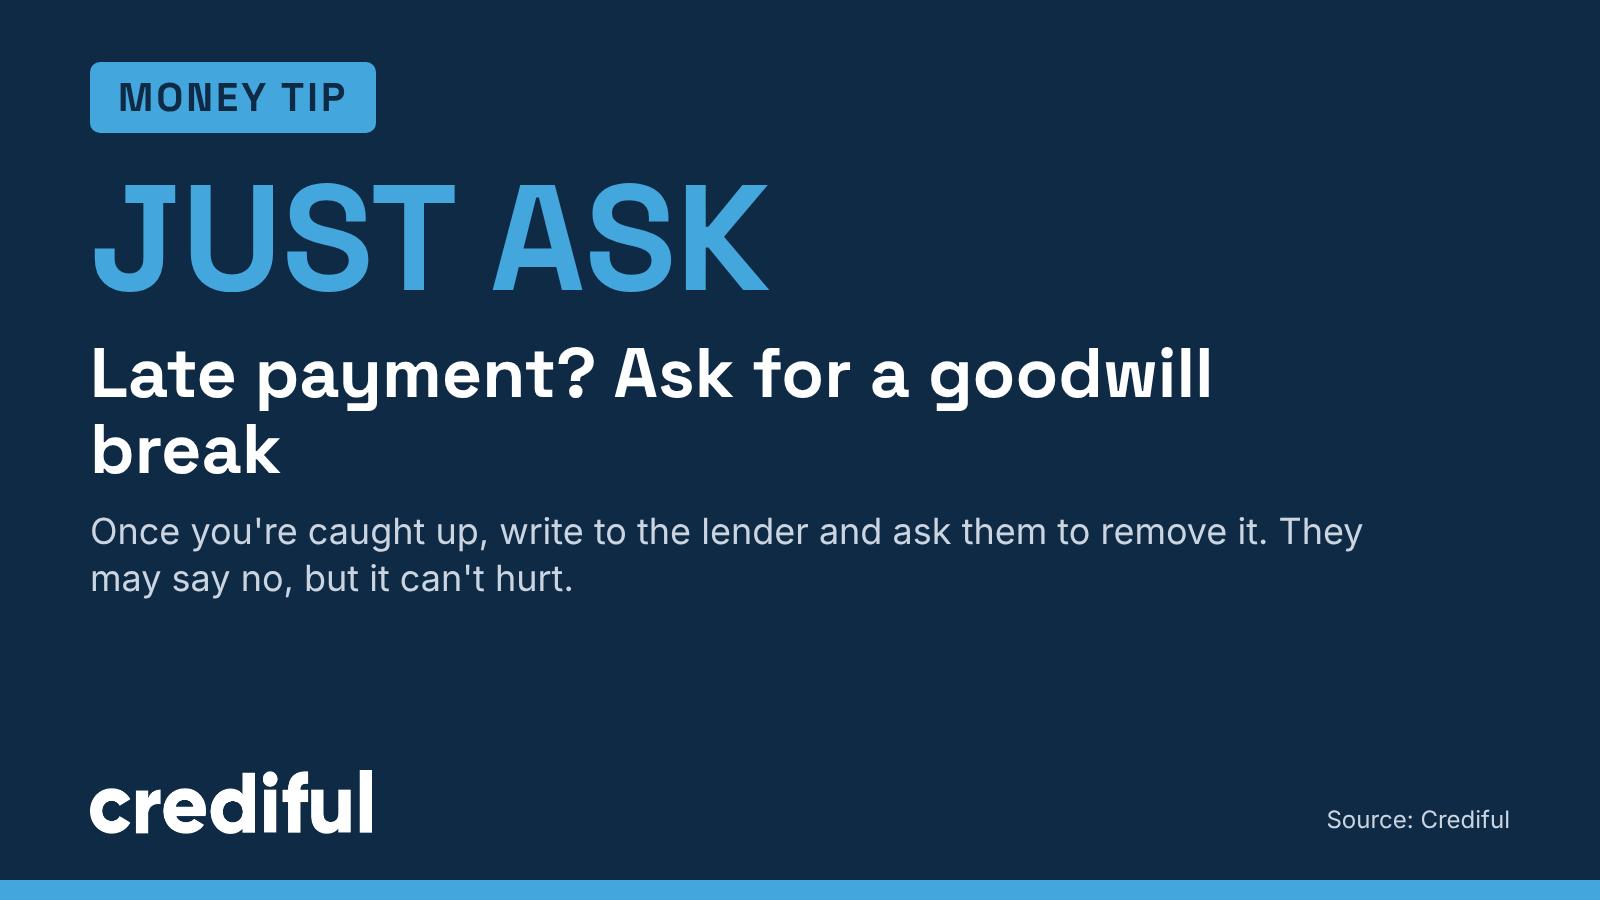 MONEY TIP
JUST ASK
Late payment? Ask for a goodwill
break
Once you're caught up, write to the lender and ask them to remove it. They
may say no, but it can't hurt.
crediful
Source: Crediful